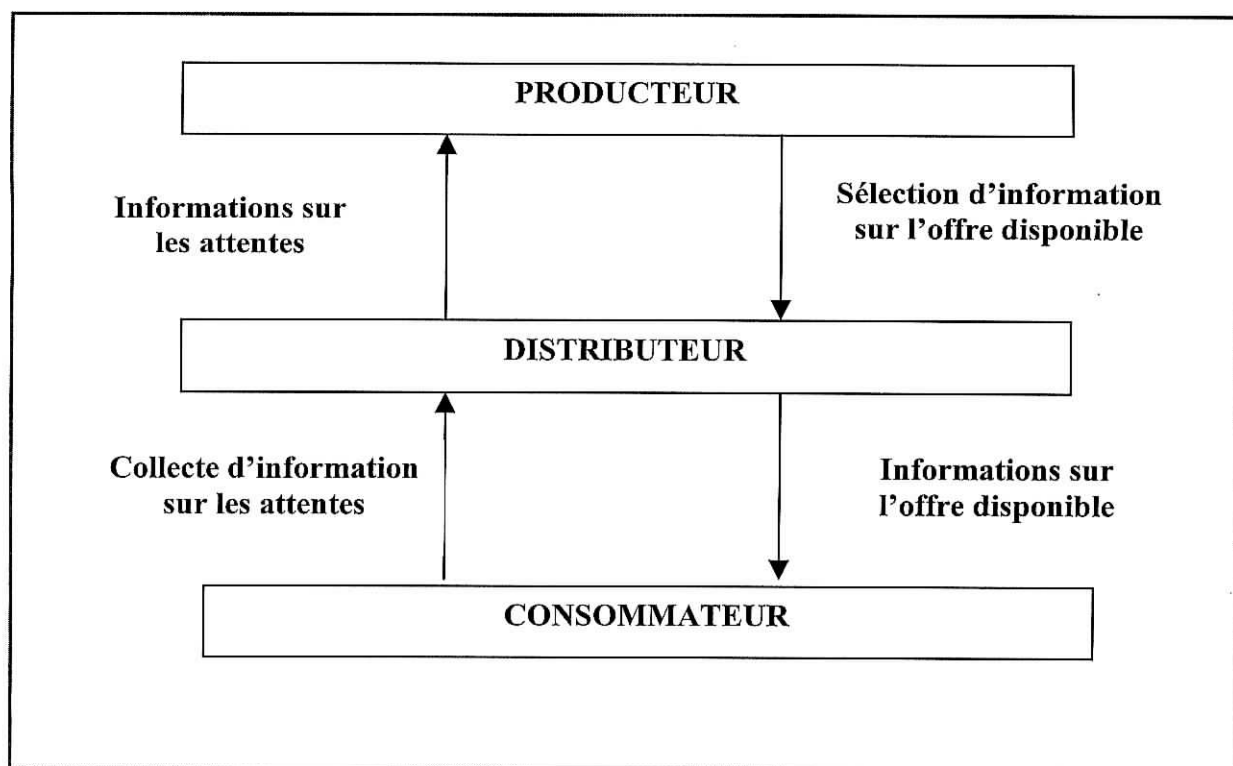 PRODUCTEUR
Informations sur
les attentes
Sélection d’information
sur l’offre disponible
DISTRIBUTEUR
Collecte d’information
sur les attentes
Informations sur
l’offre disponible
CONSOMMATEUR